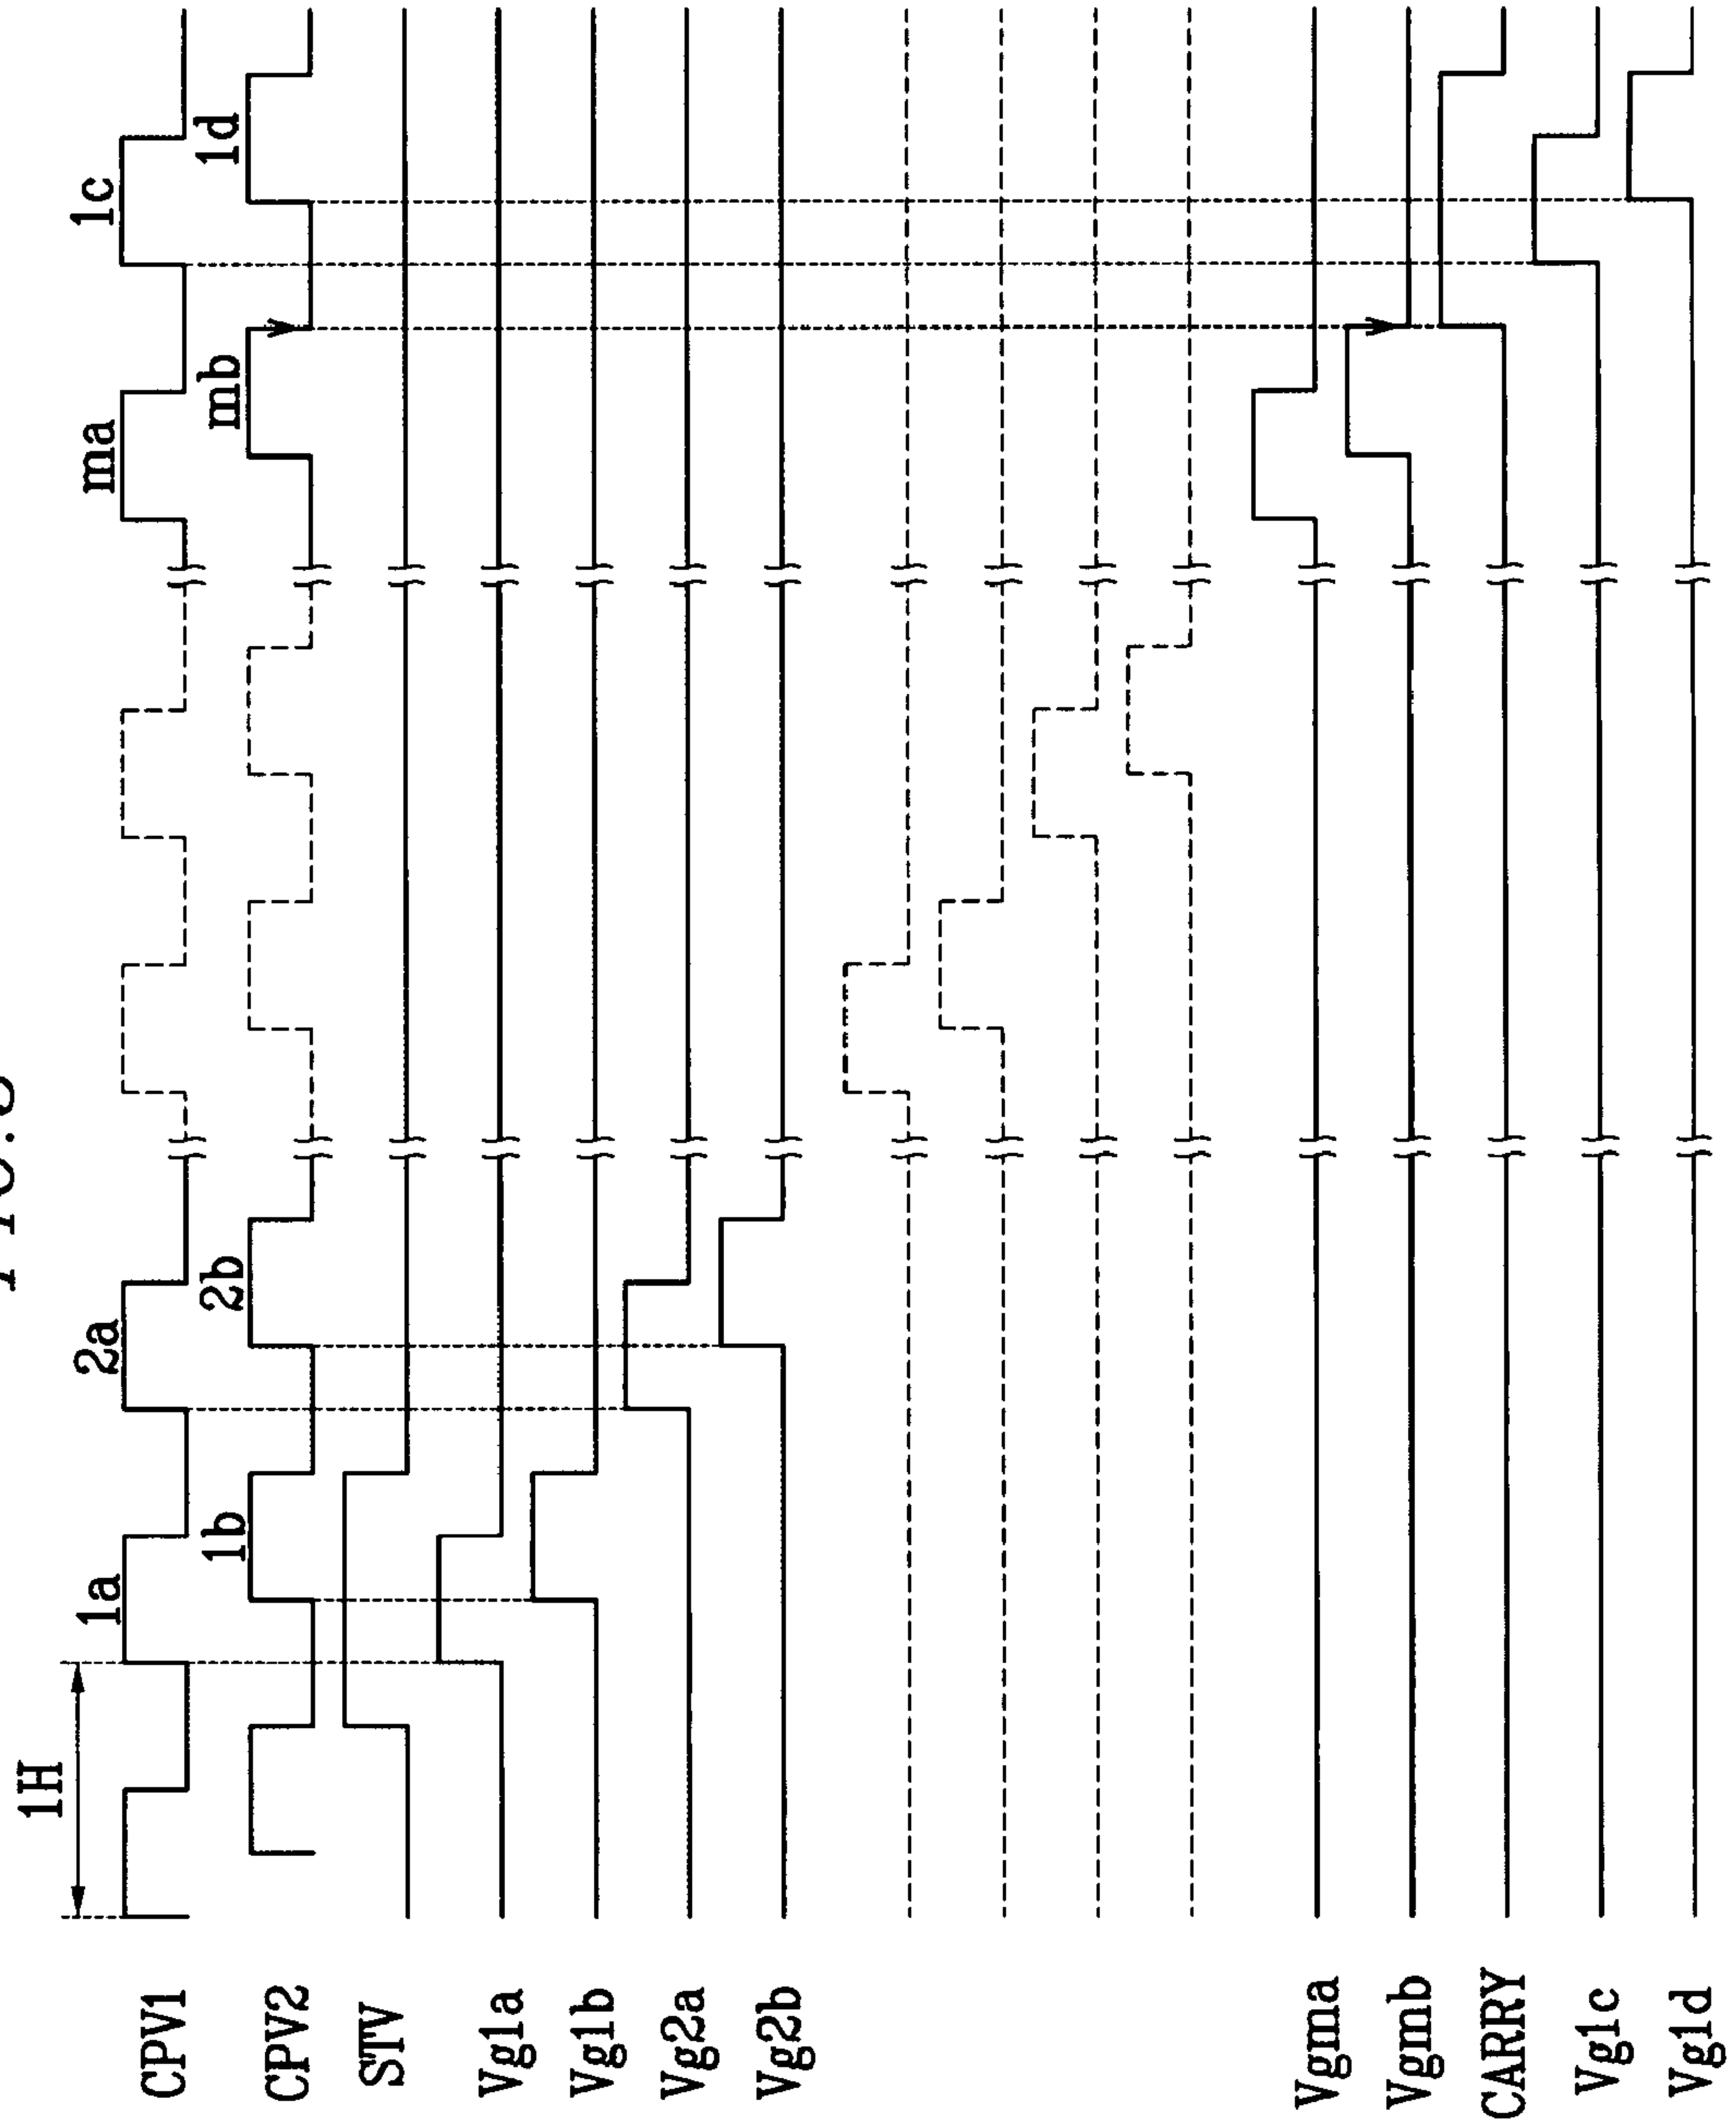 1H
1a
2a
ma
1c
1b
2b
mb
1d
CPV1
CPV2
STV
Vg1a
Vg1b
Vg2a
Vg2b
Vgma
Vgmb
CARRY
Vg1c
Vg1d